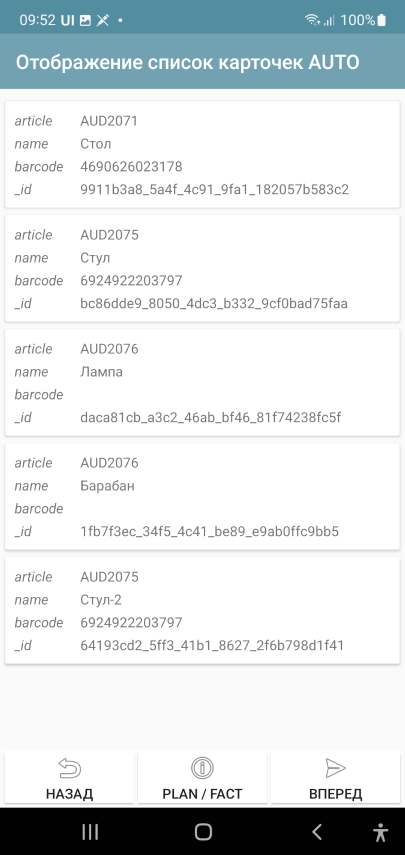 09:52 UI 100%
Отображение список карточек AUTO
article AUD2071
name Стол
barcode 4690626023178
_id 9911b3a8_5a4f_4c91_9fa1_182057b583c2
article AUD2075
name Стул
barcode 6924922203797
_id bc86dde9_8050_4dc3_b332_9cf0bad75faa
article AUD2076
name Лампа
barcode
_id daca81cb_a3c2_46ab_bf46_81f74238fc5f
article AUD2076
name Барабан
barcode
_id 1fb7f3ec_34f5_4c41_be89_e9ab0ffc9bb5
article AUD2075
name Стул-2
barcode 6924922203797
_id 64193cd2_5ff3_41b1_8627_2f6b798d1f41
НАЗАД PLAN / FACT ВПЕРЕД